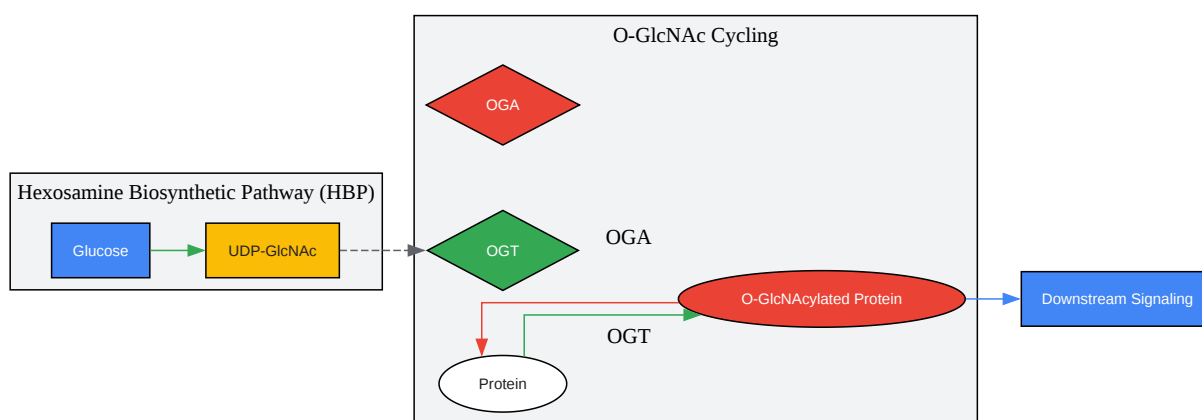 O-GlcNAc Cycling
OGA
Hexosamine Biosynthetic Pathway (HBP)
Glucose
UDP-GlcNAc
OGT
OGA
O-GlcNAcylated Protein
Downstream Signaling
OGT
Protein